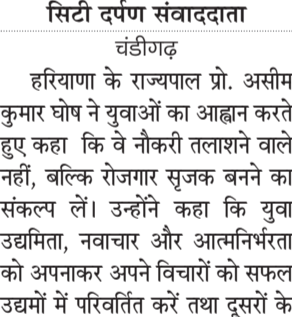 सिटी दर्पण संवाददाता
चंडीगढ़
हरियाणा के राज्यपाल प्रो. असीम
कुमार घोष ने युवाओं का आह्वान करते
हुए कहा कि वे नौकरी तलाशने वाले
नहीं, बल्कि रोजगार सृजक बनने का
संकल्प लें। उन्होंने कहा कि युवा
उद्यमिता, नवाचार और आत्मनिर्भरता
को अपनाकर अपने विचारों को सफल
उद्यमों में परिवर्तित करें तथा दूसरों के